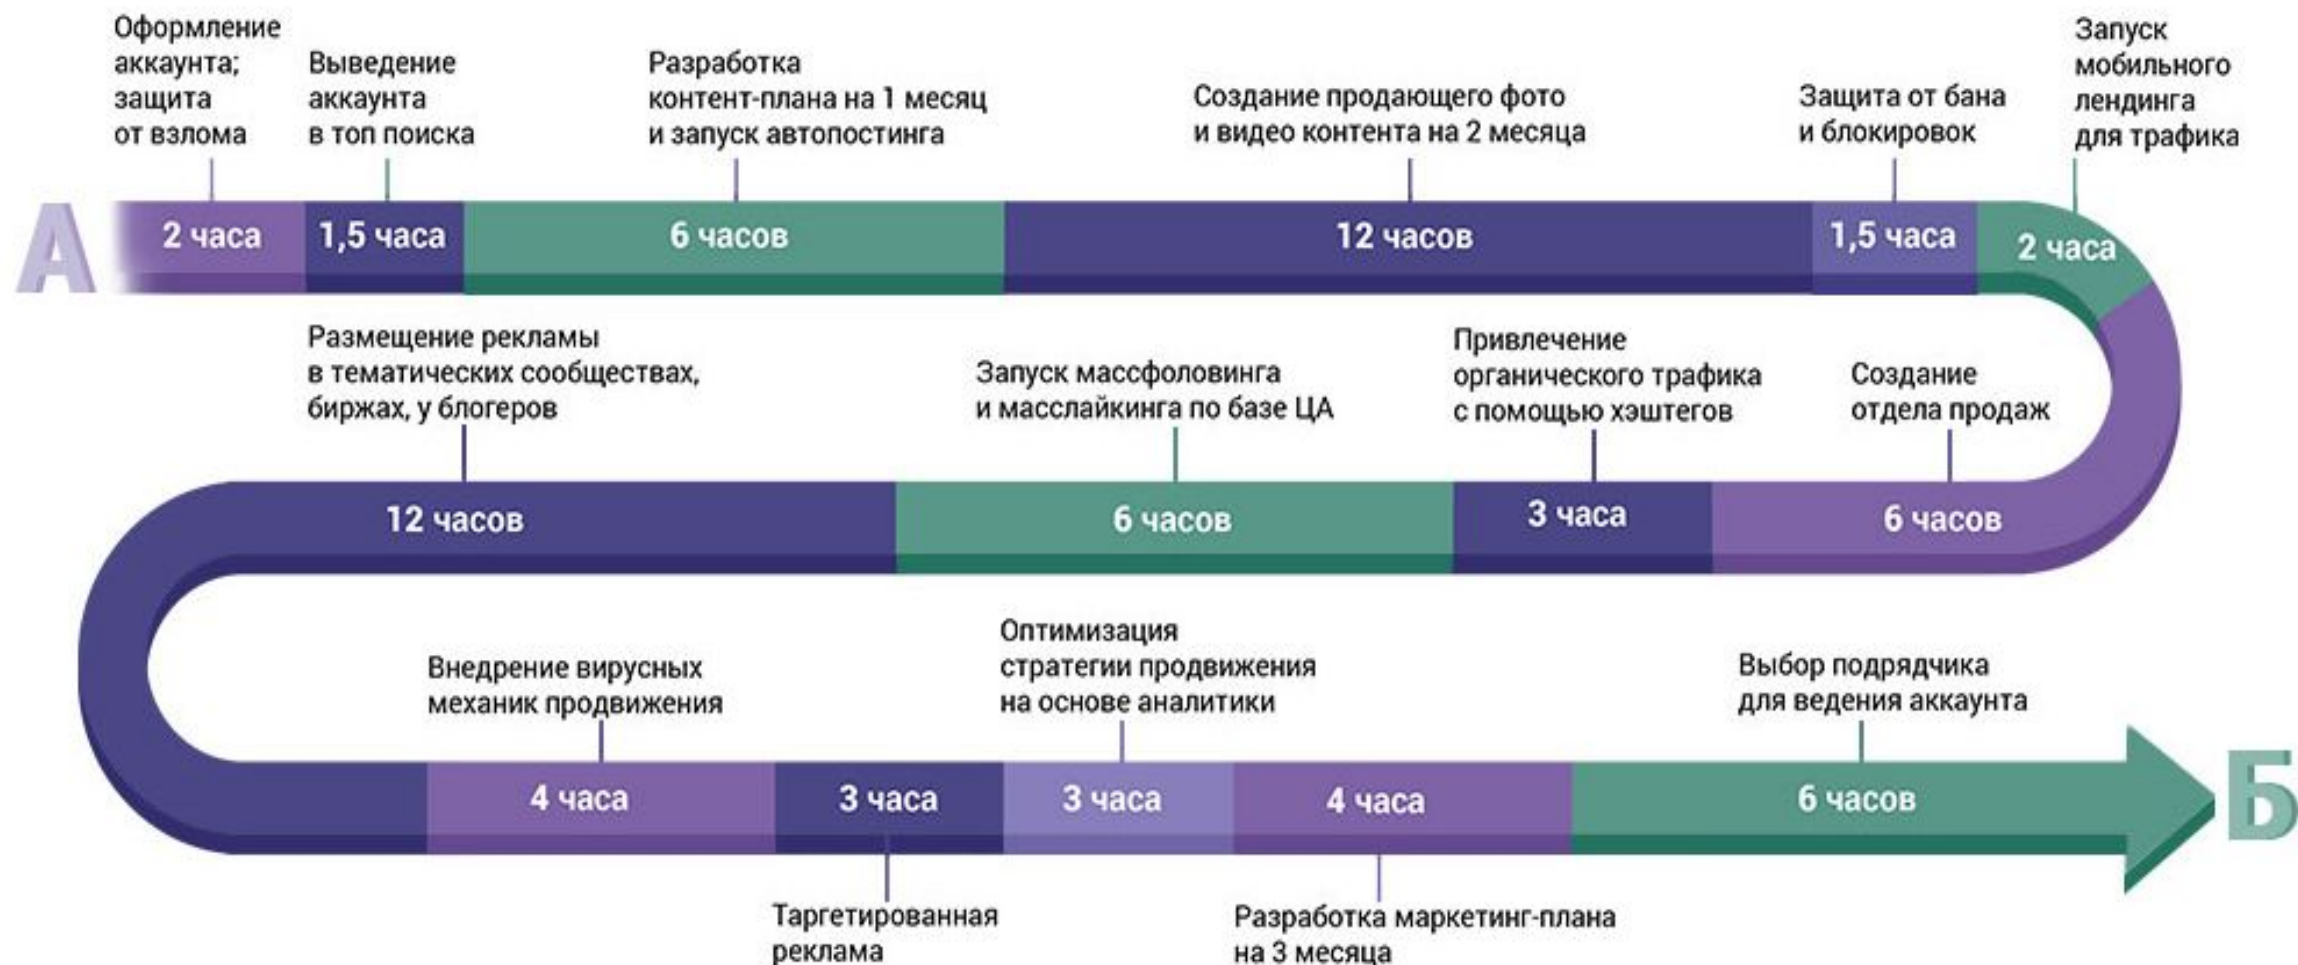 Оформление
аккаунта;
защита
от взлома
Выведение
аккаунта
в топ поиска
Разработка
контент-плана на 1 месяц
и запуск автопостинга
Создание продающего фото
и видео контента на 2 месяца
Защита от бана
и блокировок
Запуск
мобильного
лендинга
для трафика
А
2 часа
1,5 часа
6 часов
12 часов
1,5 часа
2 часа
Размещение рекламы
в тематических сообществах,
биржах, у блогеров
Запуск массфоловинга
и масслайкинга по базе ЦА
Привлечение
органического трафика
с помощью хэштегов
Создание
отдела продаж
12 часов
6 часов
3 часа
6 часов
Внедрение вирусных
механик продвижения
Оптимизация
стратегии продвижения
на основе аналитики
Выбор подрядчика
для ведения аккаунта
4 часа
3 часа
3 часа
4 часа
6 часов
Б
Таргетированная
реклама
Разработка маркетинг-плана
на 3 месяца